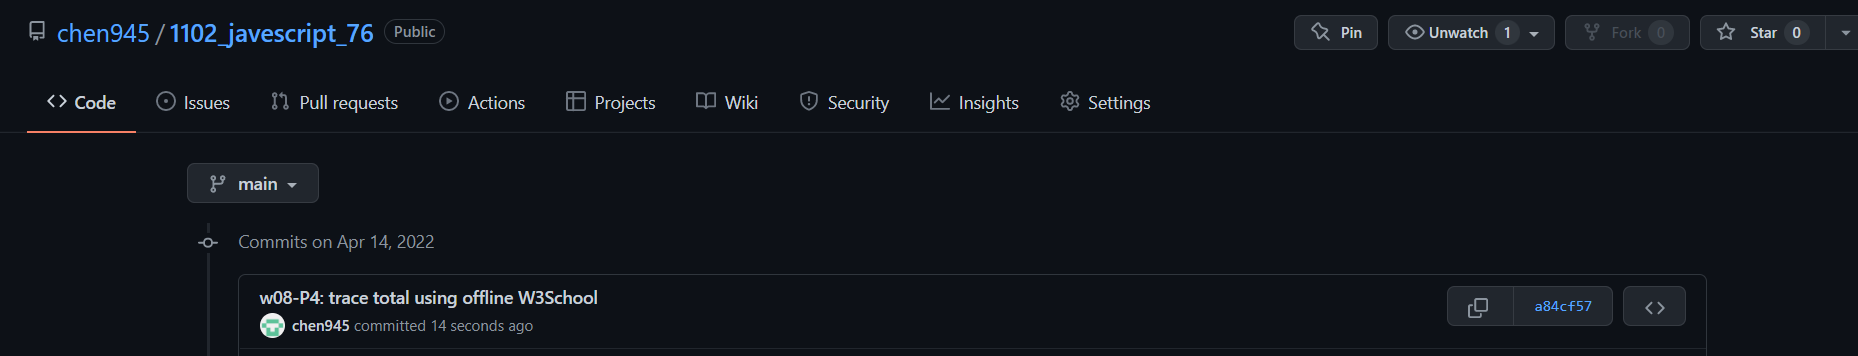 chen945 / 1102_javescript_76 Public Pin Unwatch 1 Fork 0 Star 0
Code Issues Pull requests Actions Projects Wiki Security Insights Settings
main
Commits on Apr 14, 2022
w08-P4: trace total using offline W3School
a84cf57
chen945 committed 14 seconds ago